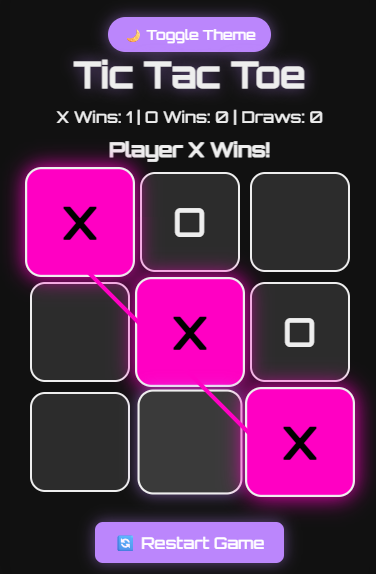 🌙 Toggle Theme
Tic Tac Toe
X Wins: 1 | O Wins: 0 | Draws: 0
Player X Wins!
X O
X O
X
🔄 Restart Game